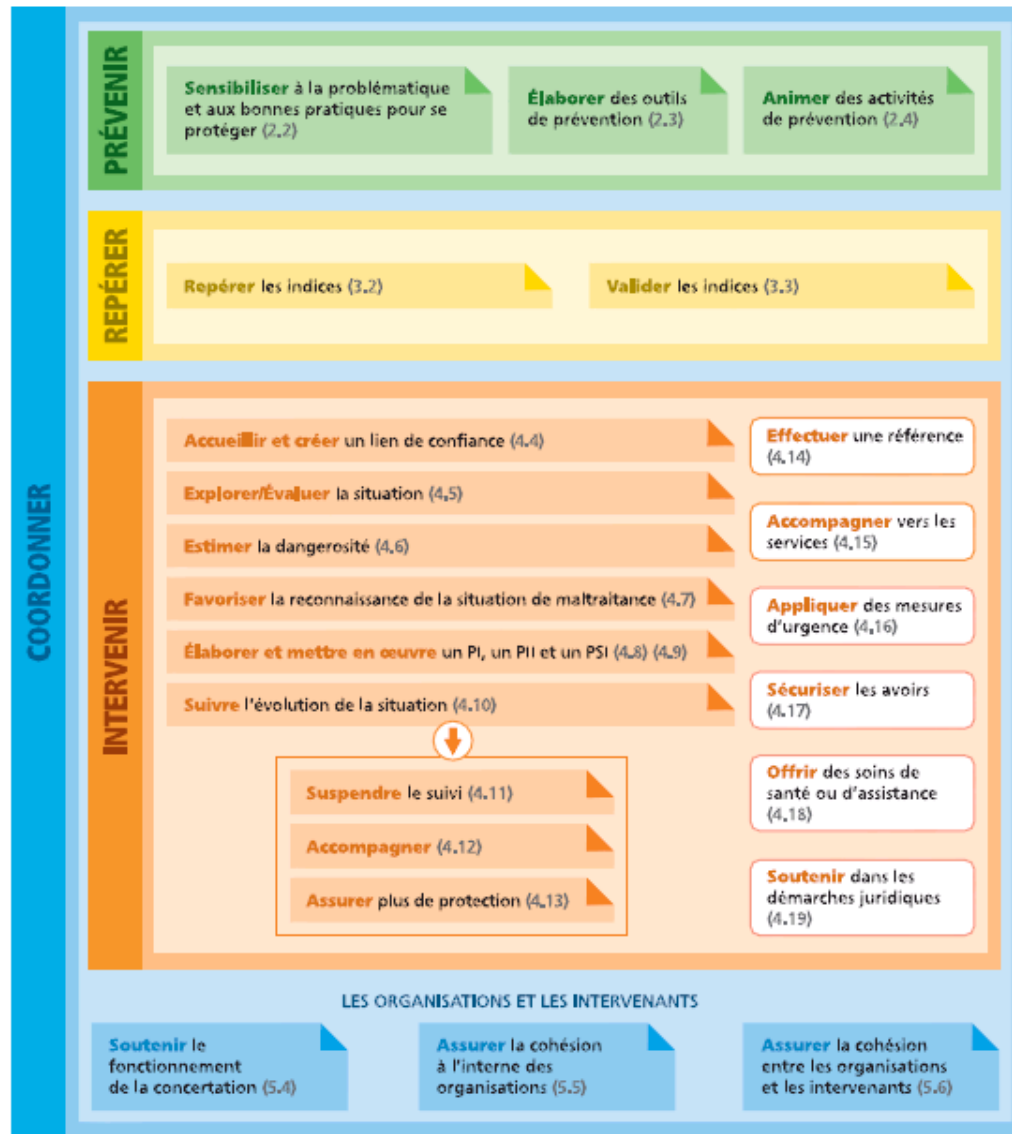 COORDONNER
PRÉVENIR
Sensibiliser à la problématique
et aux bonnes pratiques pour se
protéger (2.2)
Élaborer des outils
de prévention (2.3)
Animer des activités
de prévention (2.4)
REPÉRER
Repérer les indices (3.2)
Valider les indices (3.3)
INTERVENIR
Accueillir et créer un lien de confiance (4.4)
Explorer/Évaluer la situation (4.5)
Estimer la dangerosité (4.6)
Favoriser la reconnaissance de la situation de maltraitance (4.7)
Élaborer et mettre en œuvre un PI, un PII et un PSI (4.8) (4.9)
Suivre l'évolution de la situation (4.10)
Suspendre le suivi (4.11)
Accompagner (4.12)
Assurer plus de protection (4.13)
Effectuer une référence
(4.14)
Accompagner vers les
services (4.15)
Appliquer des mesures
d'urgence (4.16)
Sécuriser les avoirs
(4.17)
Offrir des soins de
santé ou d'assistance
(4.18)
Soutenir dans les
démarches juridiques
(4.19)
LES ORGANISATIONS ET LES INTERVENANTS
Soutenir le
fonctionnement
de la concertation (5.4)
Assurer la cohésion
à l'interne des
organisations (5.5)
Assurer la cohésion
entre les organisations
et les intervenants (5.6)